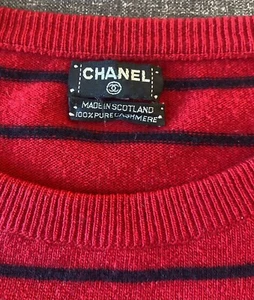 CHANEL
MADE IN SCOTLAND
100% PURE CASHMERE